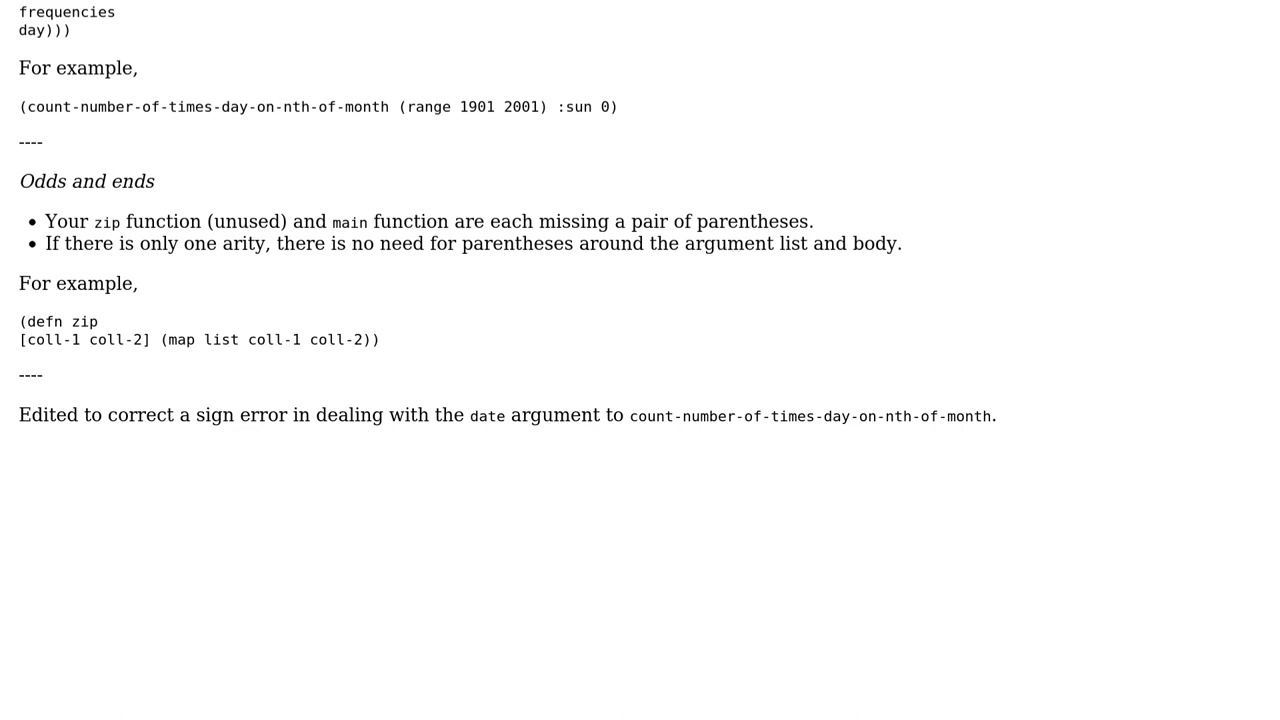 frequencies
day)))
For example,
(count-number-of-times-day-on-nth-of-month (range 1901 2001) :sun 0)
----
Odds and ends
• Your zip function (unused) and main function are each missing a pair of parentheses.
• If there is only one arity, there is no need for parentheses around the argument list and body.
For example,
(defn zip
[coll-1 coll-2] (map list coll-1 coll-2))
----
Edited to correct a sign error in dealing with the date argument to count-number-of-times-day-on-nth-of-month.